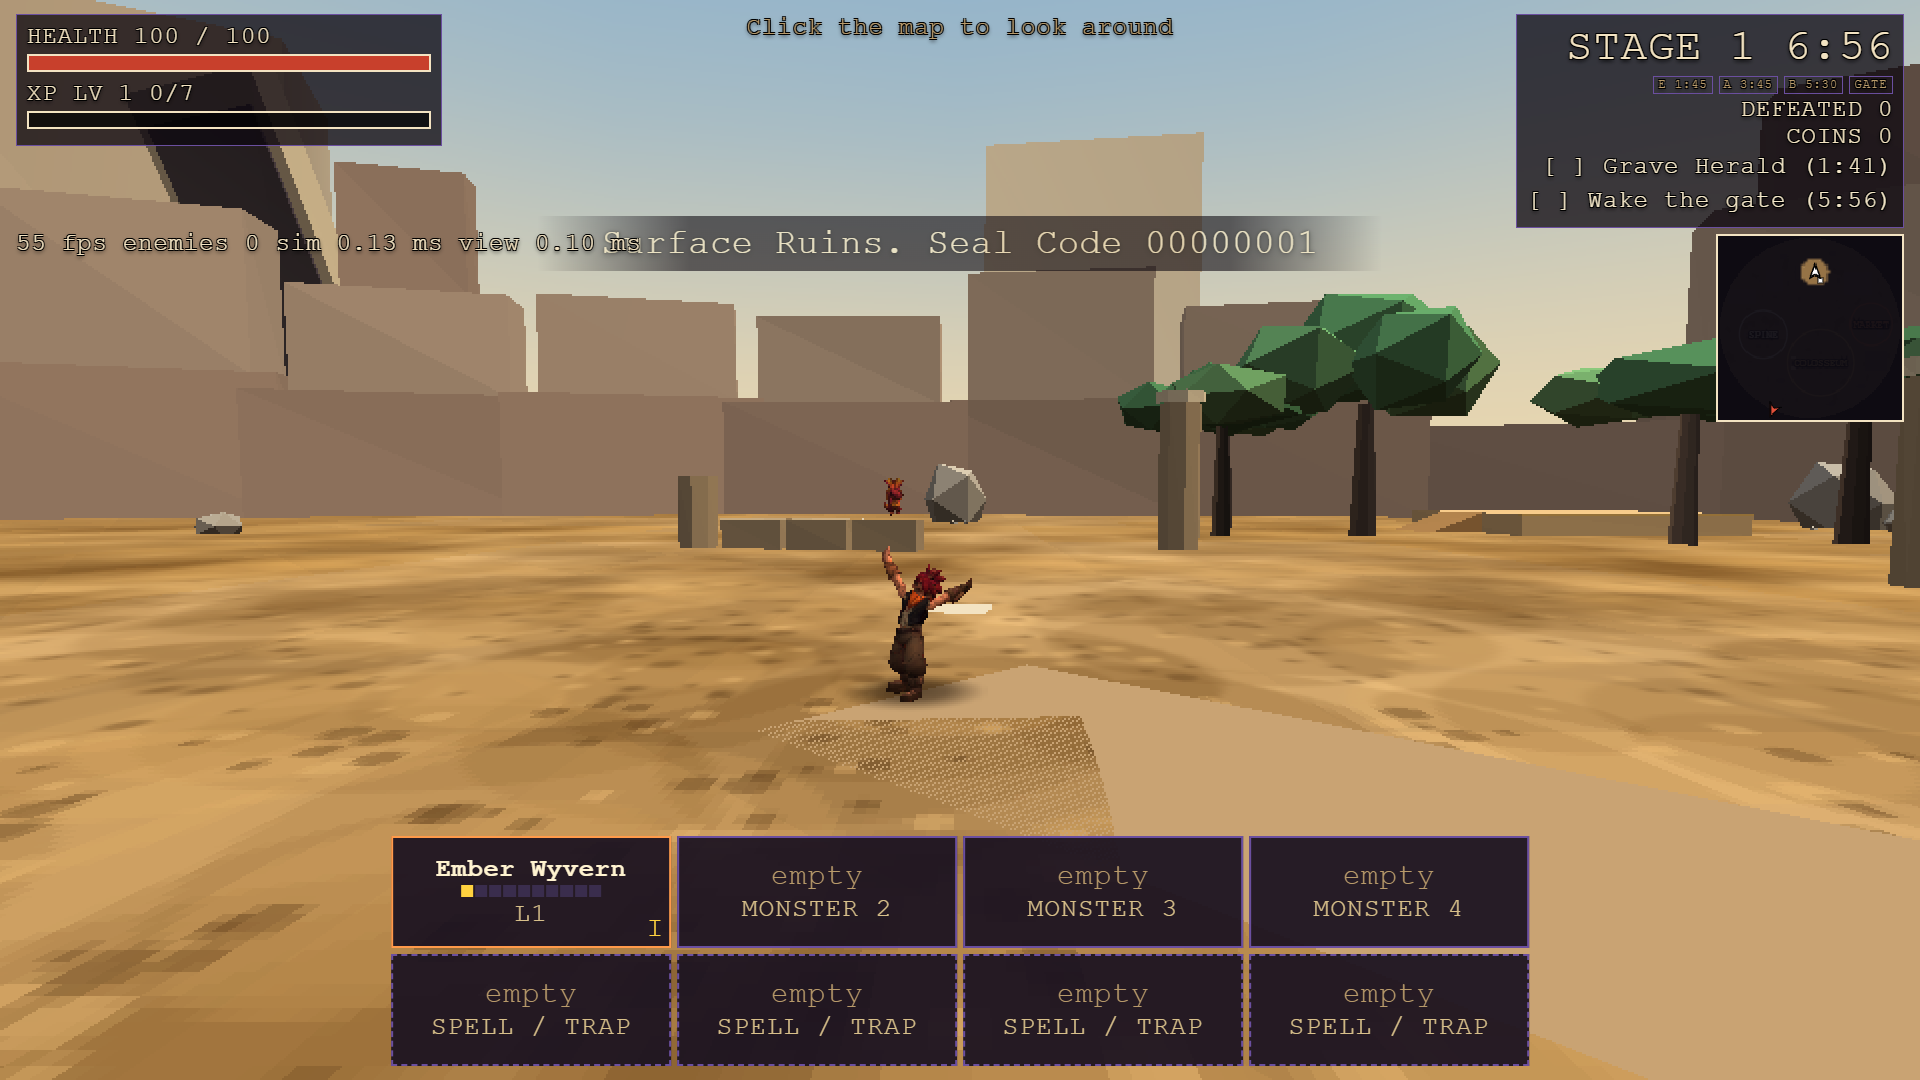 HEALTH 100 / 100
XP LV 1 0/7
Click the map to look around
STAGE 1 6:56
E 1:45 A 3:45 B 5:30 GATE
DEFEATED 0
COINS 0
[ ] Grave Herald (1:41)
[ ] Wake the gate (5:56)
55 fps enemies 0 sim 0.13 ms view 0.10 ms
Surface Ruins. Seal Code 00000001
Ember Wyvern
L1
I
empty
MONSTER 2
empty
MONSTER 3
empty
MONSTER 4
empty
SPELL / TRAP
empty
SPELL / TRAP
empty
SPELL / TRAP
empty
SPELL / TRAP